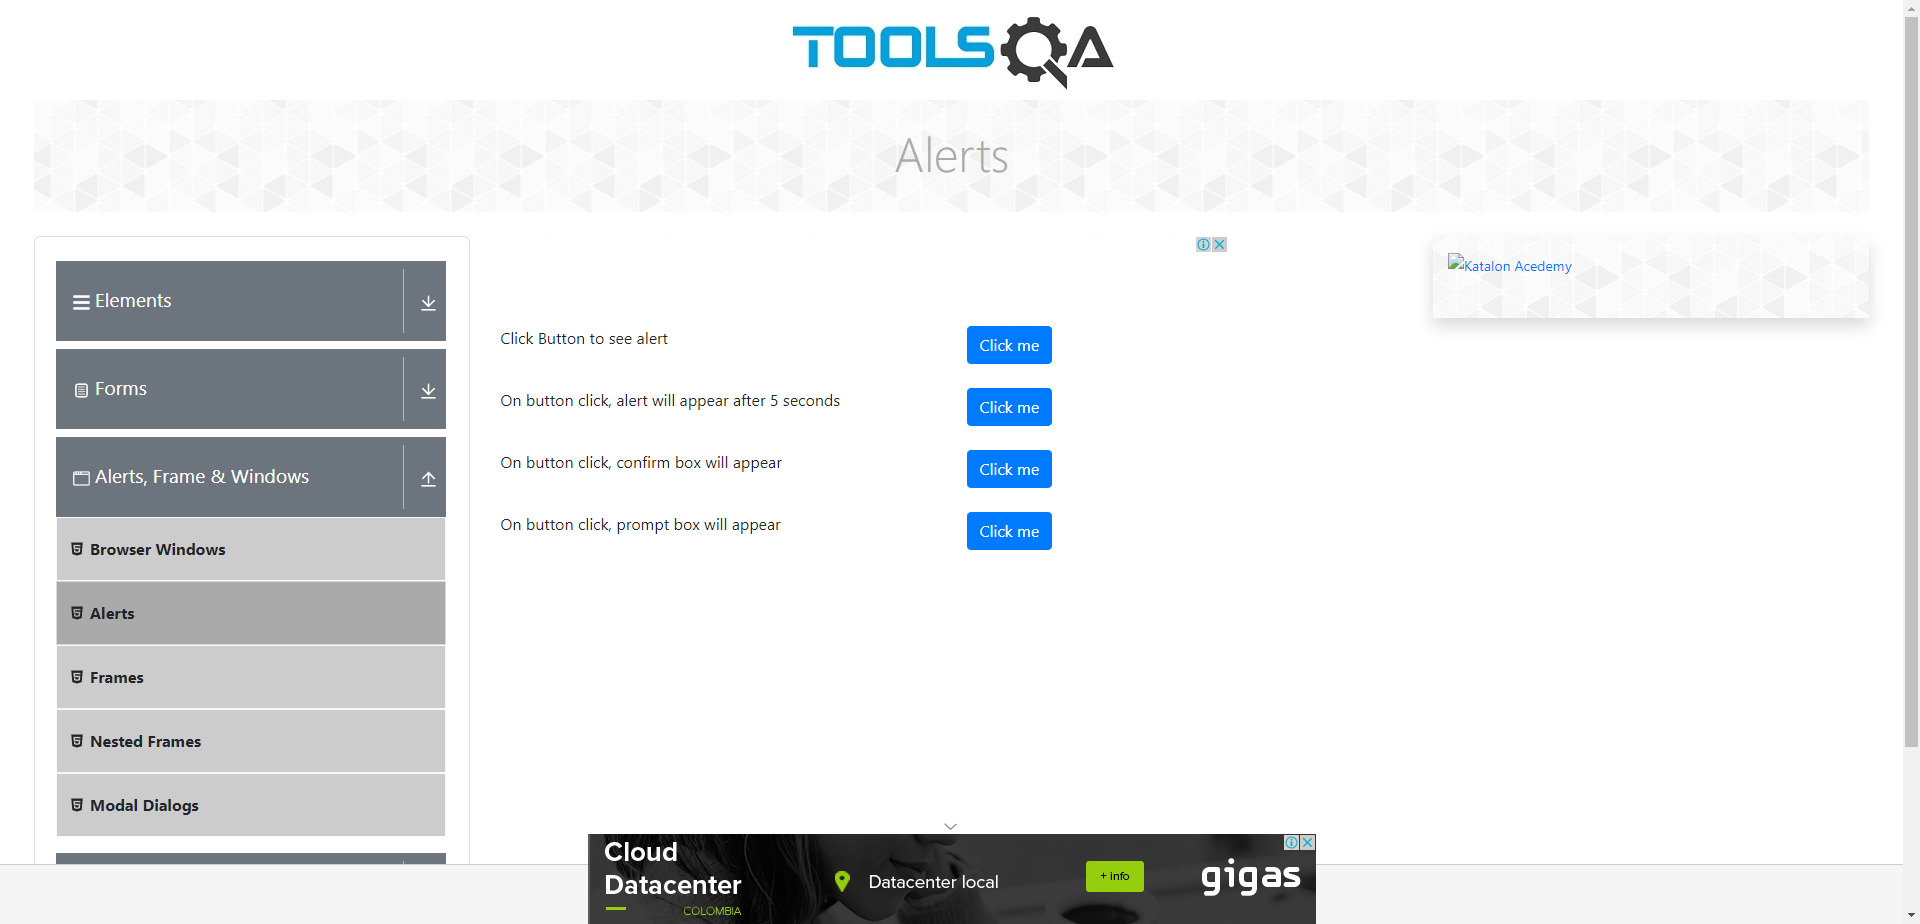 TOOLSQA
Alerts
Elements
Forms
Alerts, Frame & Windows
Browser Windows
Alerts
Frames
Nested Frames
Modal Dialogs
Click Button to see alert
Click me
On button click, alert will appear after 5 seconds
Click me
On button click, confirm box will appear
Click me
On button click, prompt box will appear
Click me
Katalon Acedemy
Cloud
Datacenter
COLOMBIA
Datacenter local
+ info
gigas